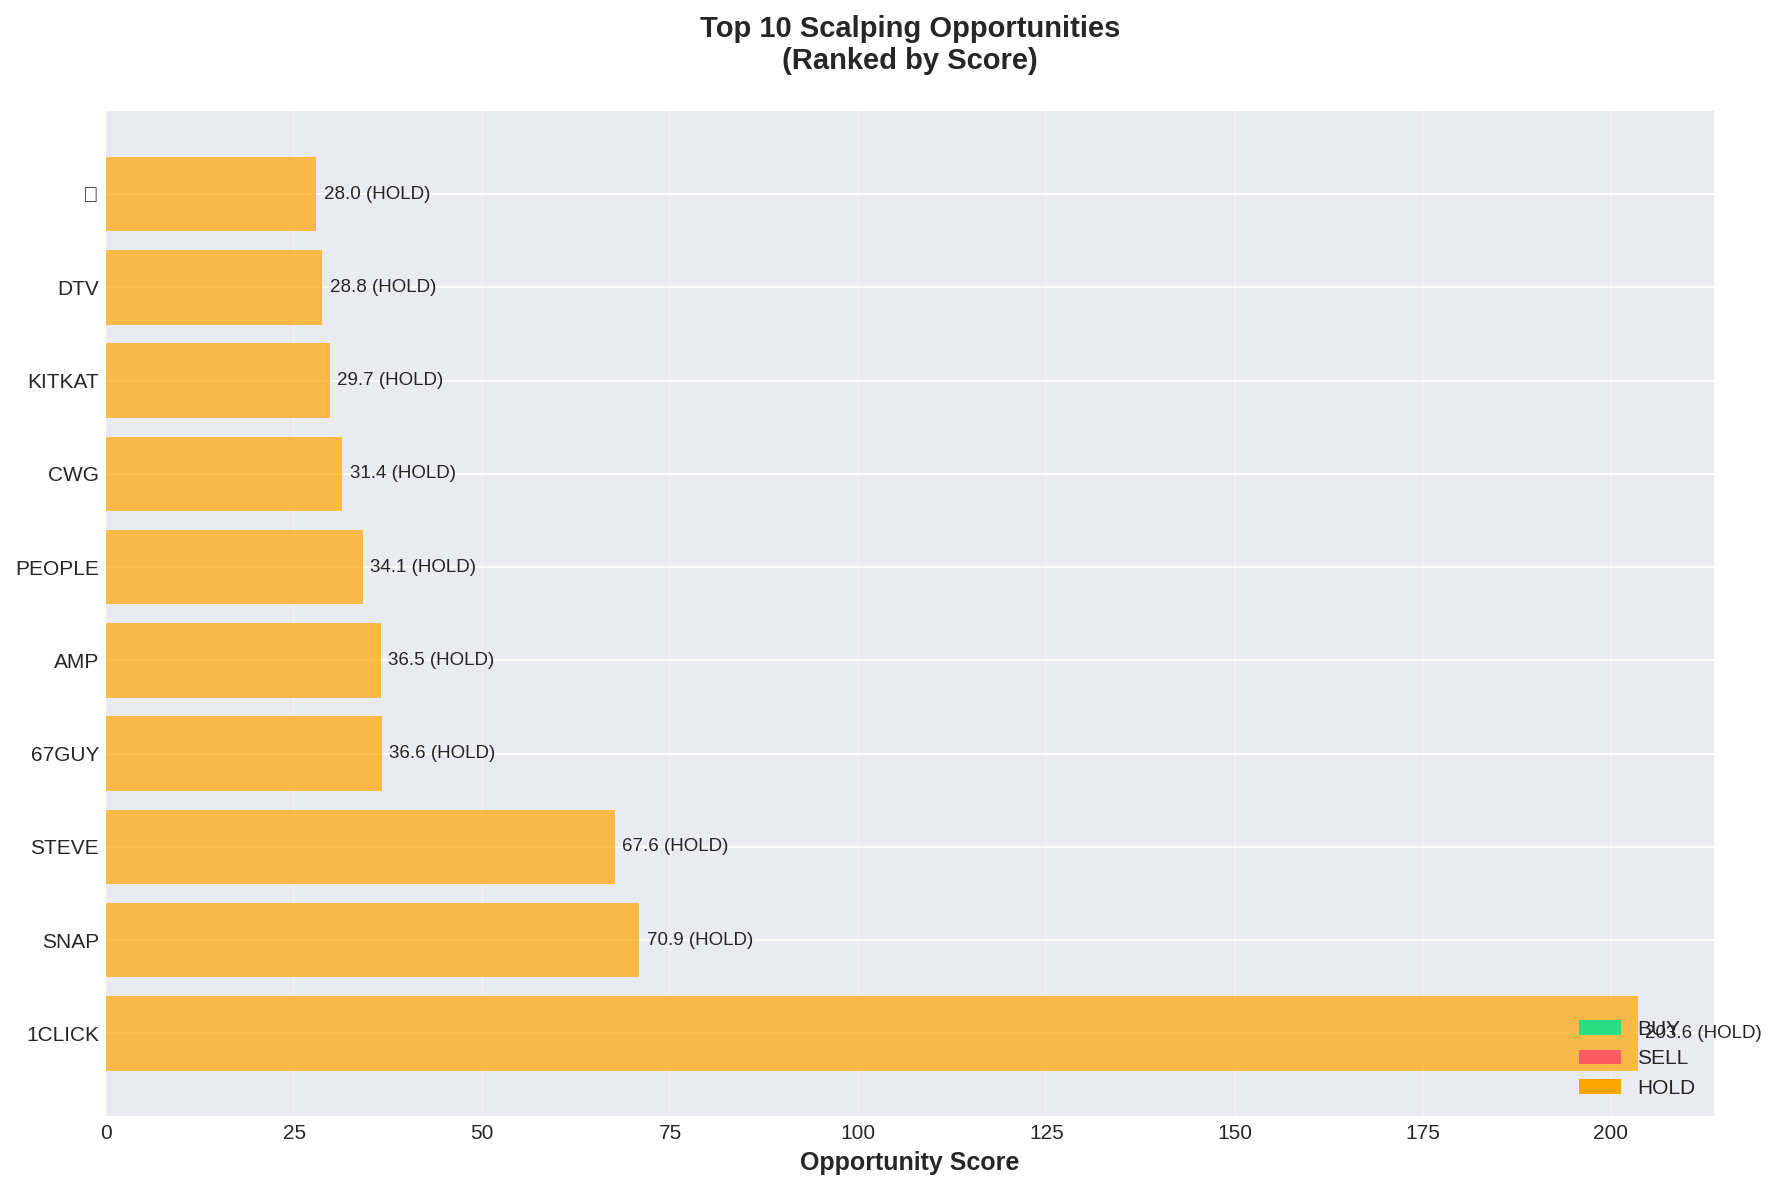 Top 10 Scalping Opportunities
(Ranked by Score)
28.0 (HOLD)
DTV 28.8 (HOLD)
KITKAT 29.7 (HOLD)
CWG 31.4 (HOLD)
PEOPLE 34.1 (HOLD)
AMP 36.5 (HOLD)
67GUY 36.6 (HOLD)
STEVE 67.6 (HOLD)
SNAP 70.9 (HOLD)
1CLICK 203.6 (HOLD)
BUY
SELL
HOLD
0 25 50 75 100 125 150 175 200
Opportunity Score